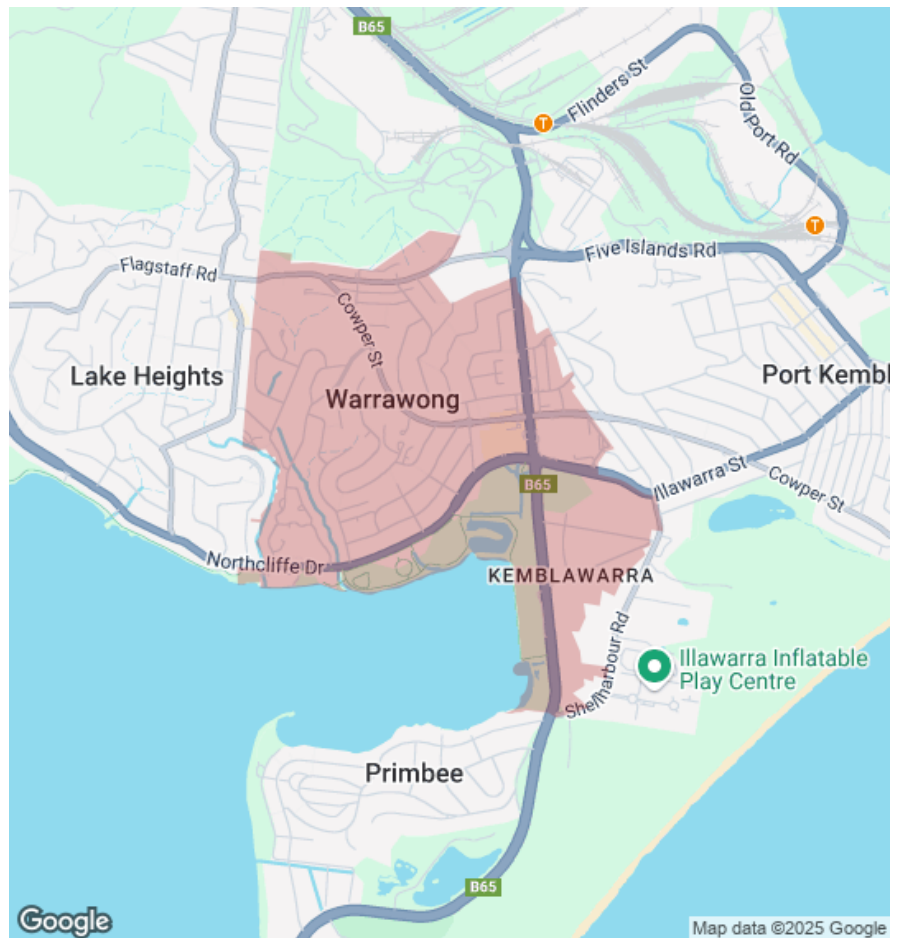 B65
Flinders St
Old Port Rd
T
T
Five Islands Rd
Flagstaff Rd
Cowper St
Lake Heights
Warrawong
Port Kembl
Illawarra St
Cowper St
B65
Northcliffe Dr
KEMBLAWARRA
Shellharbour Rd
Illawarra Inflatable
Play Centre
Primbee
B65
Google
Map data ©2025 Google